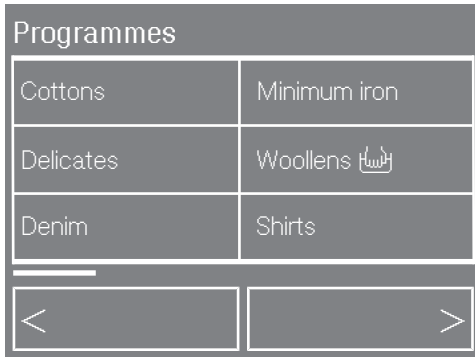 Programmes
Cottons
Minimum iron
Delicates
Woollens
Denim
Shirts
<
>